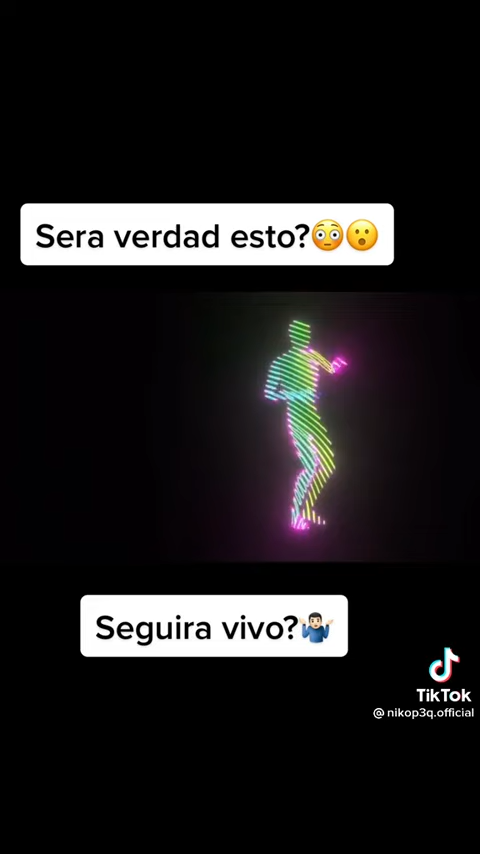 Sera verdad esto?😳😮
Seguira vivo?🤷🏻‍♂️
TikTok
@nikop3q.official